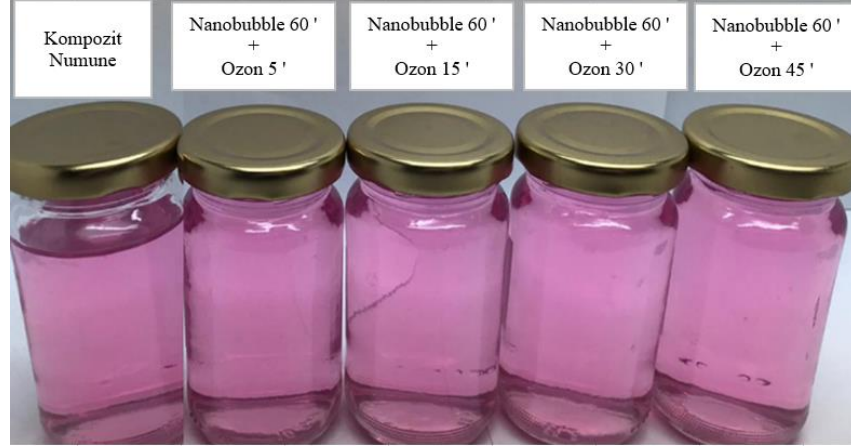 Kompozit
Numune
Nanobubble 60 '
+
Ozon 5 '
Nanobubble 60 '
+
Ozon 15 '
Nanobubble 60 '
+
Ozon 30 '
Nanobubble 60 '
+
Ozon 45 '